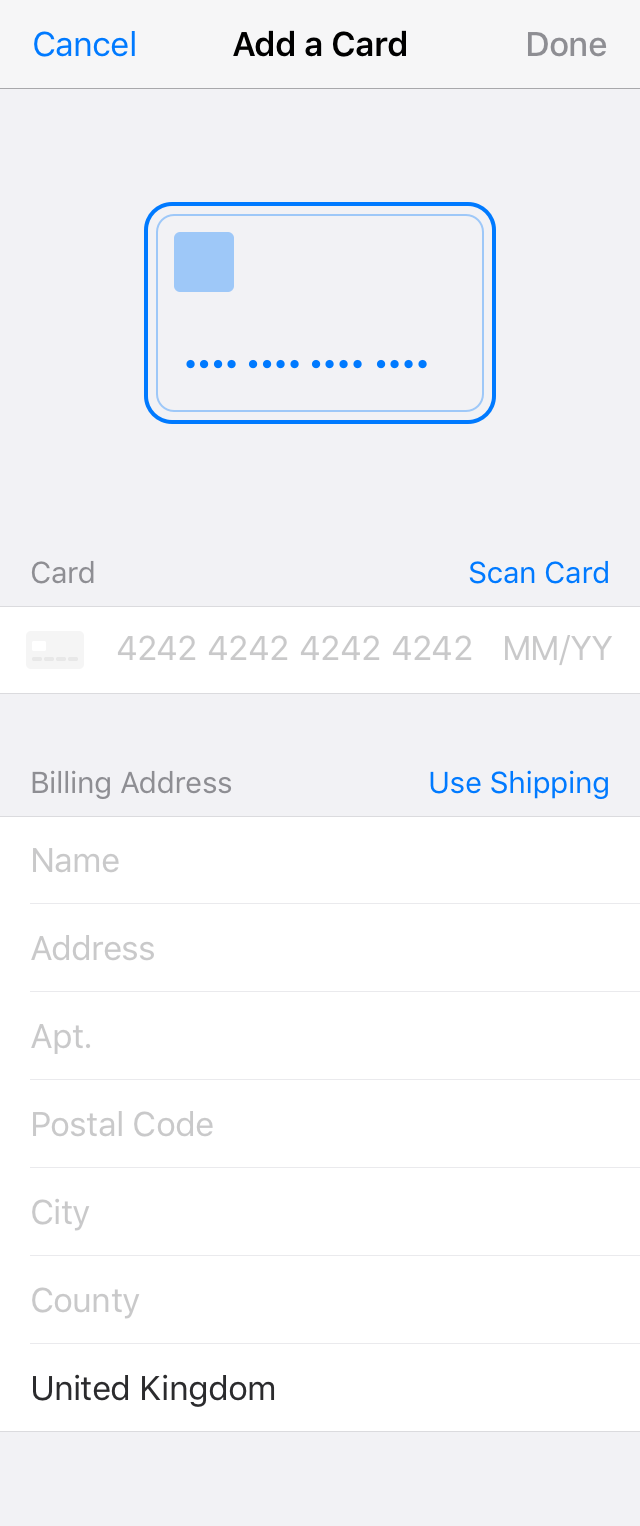 Cancel Add a Card Done
•••• •••• •••• ••••
Card Scan Card
4242 4242 4242 4242 MM/YY
Billing Address Use Shipping
Name
Address
Apt.
Postal Code
City
County
United Kingdom